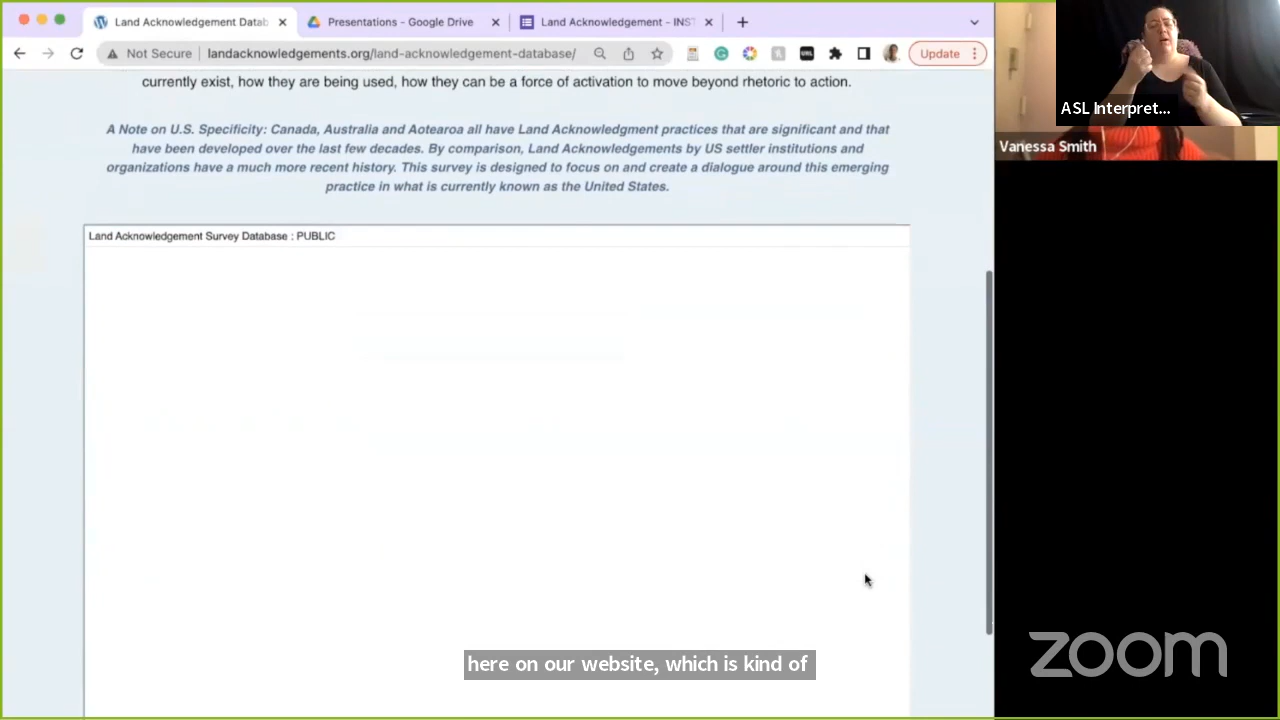 Land Acknowledgement Datab
Presentations - Google Drive
Land Acknowledgement - INST
Not Secure
landacknowledgements.org/land-acknowledgement-database/
Update
currently exist, how they are being used, how they can be a force of activation to move beyond rhetoric to action.
A Note on U.S. Specificity: Canada, Australia and Aotearoa all have Land Acknowledgment practices that are significant and that
have been developed over the last few decades. By comparison, Land Acknowledgements by US settler institutions and
organizations have a much more recent history. This survey is designed to focus on and create a dialogue around this emerging
practice in what is currently known as the United States.
Land Acknowledgement Survey Database : PUBLIC
here on our website, which is kind of
ASL Interpret...
Vanessa Smith
zoom